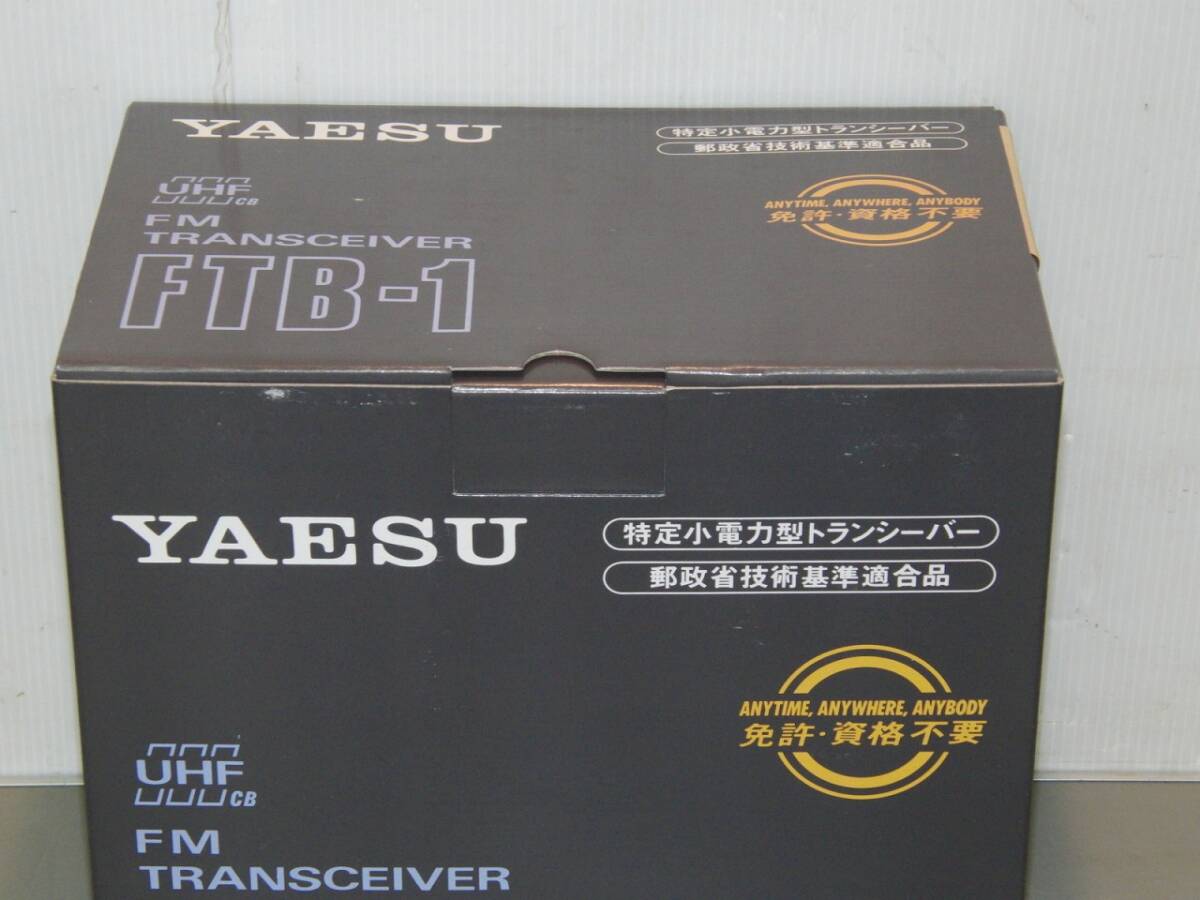 YAESU
特定小電力型トランシーバー
郵政省技術基準適合品
UHF CB
FM
TRANSCEIVER
FTB-1
ANYTIME, ANYWHERE, ANYBODY
免許・資格不要
YAESU
特定小電力型トランシーバー
郵政省技術基準適合品
ANYTIME, ANYWHERE, ANYBODY
免許・資格不要
UHF CB
FM
TRANSCEIVER